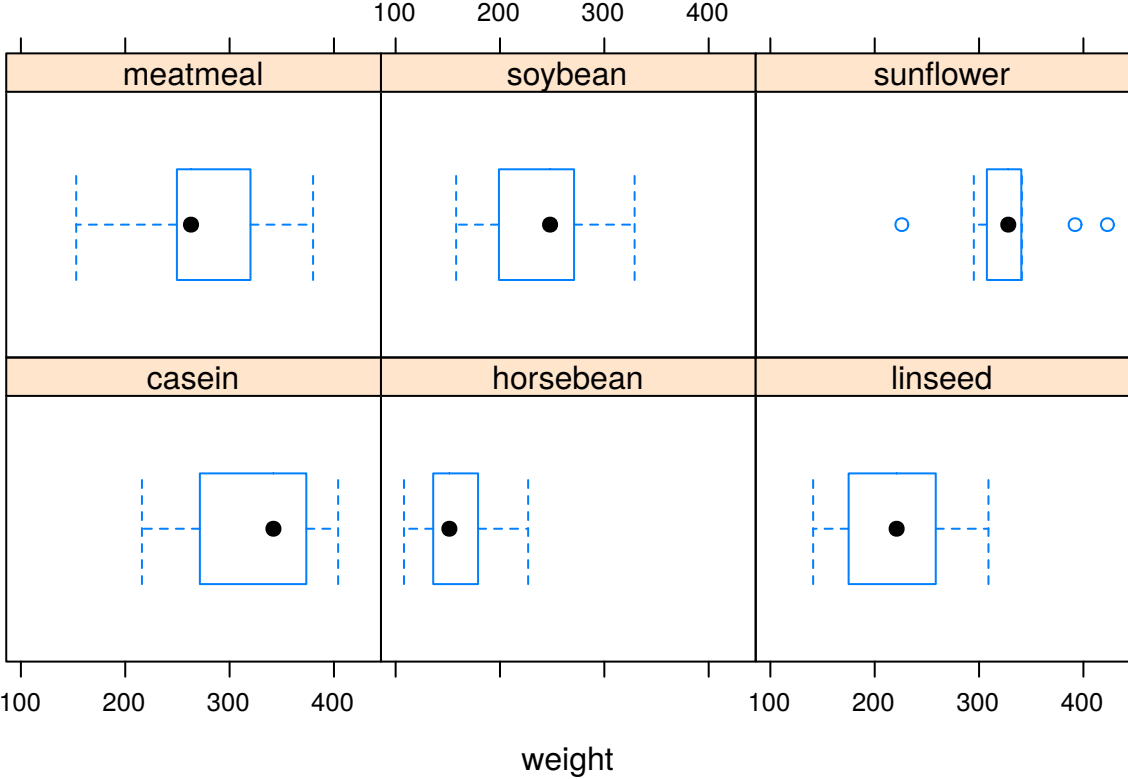 100 200 300 400
meatmeal soybean sunflower
casein horsebean linseed
100 200 300 400 100 200 300 400
weight